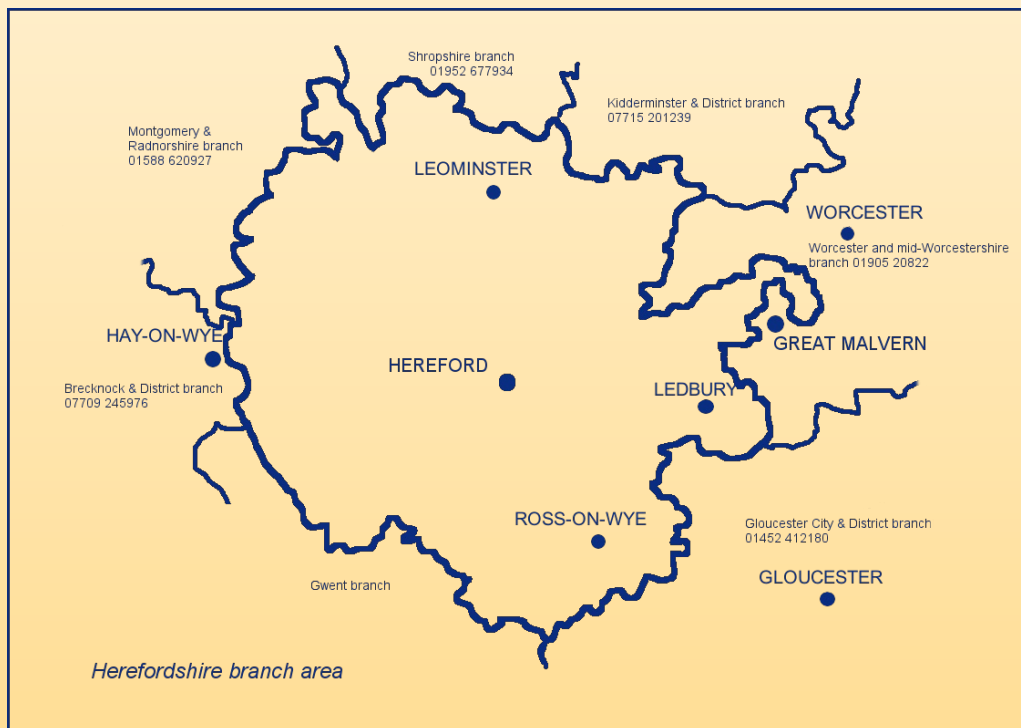 Shropshire branch
01952 677934
Kidderminster & District branch
07715 201239
Montgomery &
Radnorshire branch
01588 620927
LEOMINSTER
WORCESTER
Worcester and mid-Worcestershire
branch 01905 20822
HAY-ON-WYE
GREAT MALVERN
HEREFORD
Brecknock & District branch
07709 245976
LEDBURY
ROSS-ON-WYE
Gloucester City & District branch
01452 412180
GLOUCESTER
Gwent branch
Herefordshire branch area